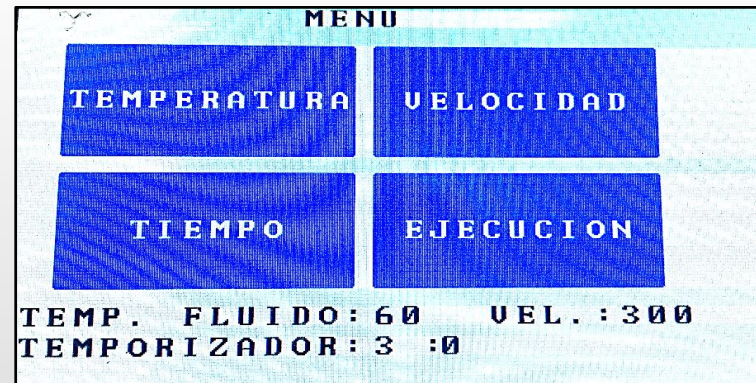 MENU
TEMPERATURA VELOCIDAD
TIEMPO EJECUCION
TEMP. FLUIDO:60 VEL.:300
TEMPORIZADOR:3 :0